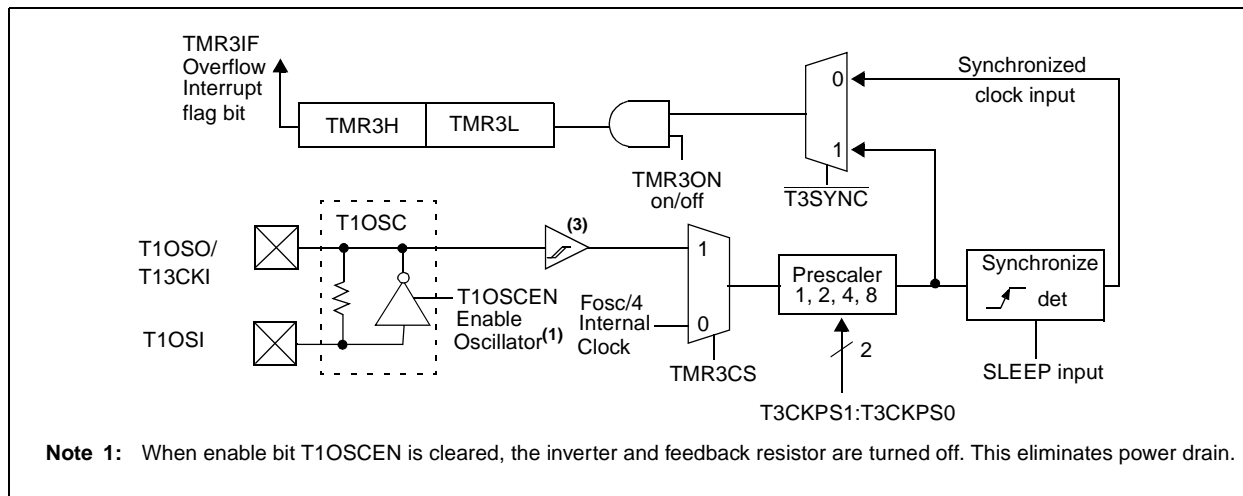 TMR3IF
Overflow
Interrupt
flag bit
TMR3H
TMR3L
TMR3ON
on/off
0
1
T3SYNC
Synchronized
clock input
T1OSO/
T13CKI
T1OSI
T1OSC
(3)
T1OSCEN
Enable
Oscillator(1)
Fosc/4
Internal
Clock
1
0
TMR3CS
Prescaler
1, 2, 4, 8
2
T3CKPS1:T3CKPS0
Synchronize
det
SLEEP input
Note 1: When enable bit T1OSCEN is cleared, the inverter and feedback resistor are turned off. This eliminates power drain.